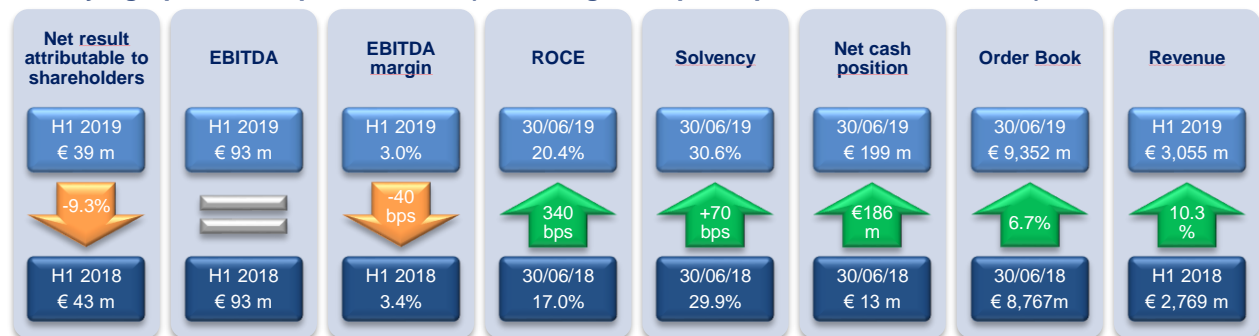 Net result
attributable to
shareholders
H1 2019
€ 39 m
-9.3%
H1 2018
€ 43 m
EBITDA
H1 2019
€ 93 m
H1 2018
€ 93 m
EBITDA
margin
H1 2019
3.0%
-40
bps
H1 2018
3.4%
ROCE
30/06/19
20.4%
340
bps
30/06/18
17.0%
Solvency
30/06/19
30.6%
+70
bps
30/06/18
29.9%
Net cash
position
30/06/19
€ 199 m
€186
m
30/06/18
€ 13 m
Order Book
30/06/19
€ 9,352 m
6.7%
30/06/18
€ 8,767m
Revenue
H1 2019
€ 3,055 m
10.3
%
H1 2018
€ 2,769 m